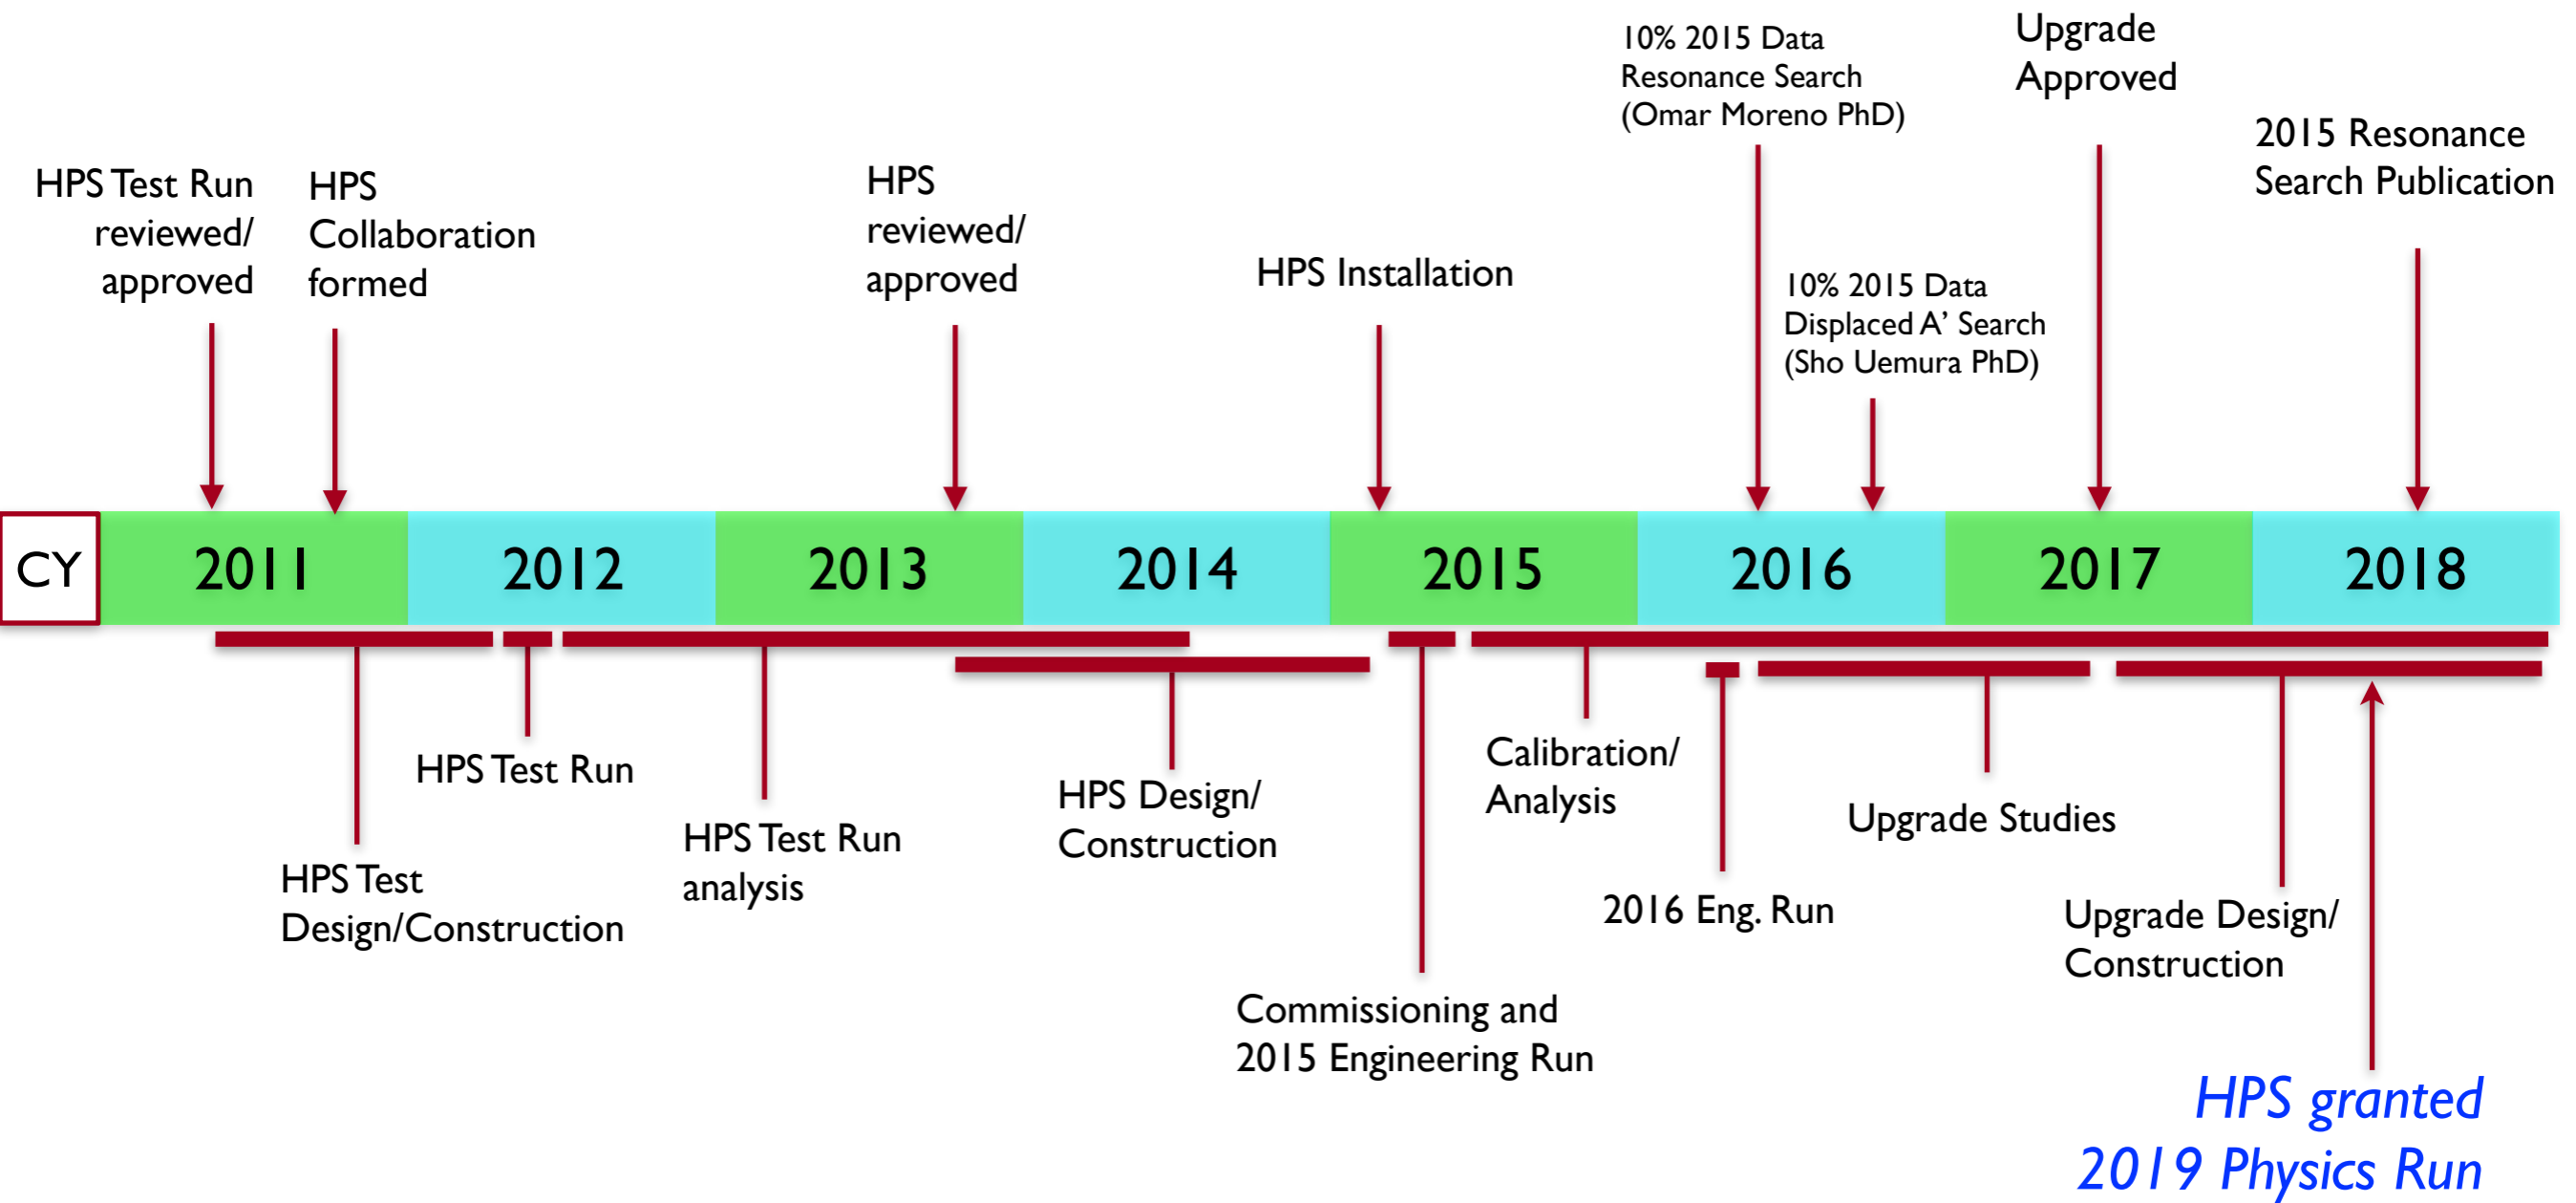 10% 2015 Data
Resonance Search
(Omar Moreno PhD)
Upgrade
Approved
2015 Resonance
Search Publication
HPS Test Run
reviewed/
approved
HPS
Collaboration
formed
HPS
reviewed/
approved
HPS Installation
10% 2015 Data
Displaced A’ Search
(Sho Uemura PhD)
CY
2011
2012
2013
2014
2015
2016
2017
2018
HPS Test
Design/Construction
HPS Test Run
HPS Test Run
analysis
HPS Design/
Construction
Commissioning and
2015 Engineering Run
Calibration/
Analysis
2016 Eng. Run
Upgrade Studies
Upgrade Design/
Construction
HPS granted
2019 Physics Run